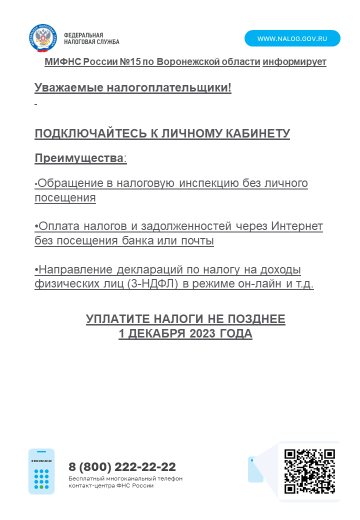 ФЕДЕРАЛЬНАЯ
НАЛОГОВАЯ СЛУЖБА
WWW.NALOG.GOV.RU
МИФНС России №15 по Воронежской области информирует
Уважаемые налогоплательщики!
ПОДКЛЮЧАЙТЕСЬ К ЛИЧНОМУ КАБИНЕТУ
Преимущества:
•Обращение в налоговую инспекцию без личного
посещения
•Оплата налогов и задолженностей через Интернет
без посещения банка или почты
•Направление деклараций по налогу на доходы
физических лиц (3-НДФЛ) в режиме он-лайн и т.д.
УПЛАТИТЕ НАЛОГИ НЕ ПОЗДНЕЕ
1 ДЕКАБРЯ 2023 ГОДА
8 (800) 222-22-22
Бесплатный многоканальный телефон
контакт-центра ФНС России